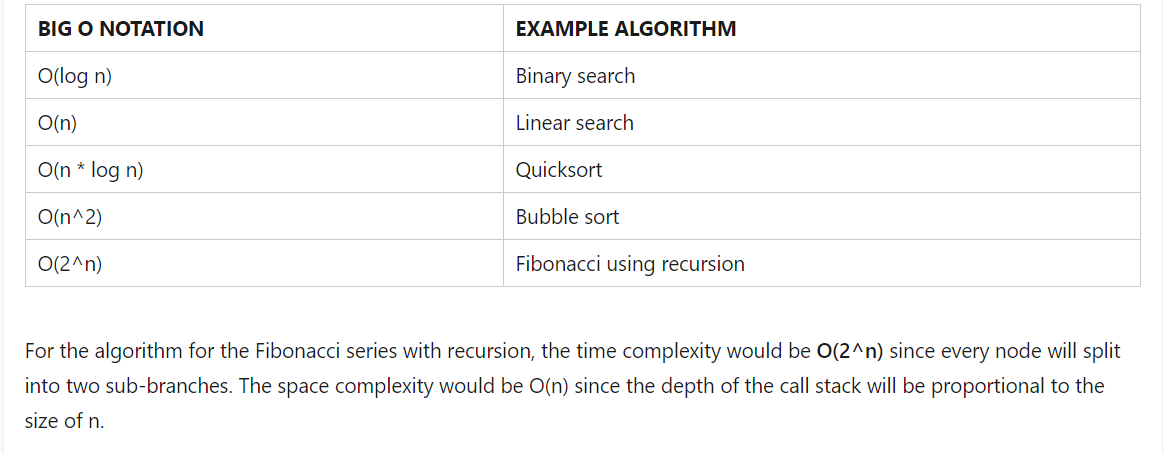 BIG O NOTATION EXAMPLE ALGORITHM
O(log n) Binary search
O(n) Linear search
O(n * log n) Quicksort
O(n^2) Bubble sort
O(2^n) Fibonacci using recursion
For the algorithm for the Fibonacci series with recursion, the time complexity would be O(2^n) since every node will split
into two sub-branches. The space complexity would be O(n) since the depth of the call stack will be proportional to the
size of n.